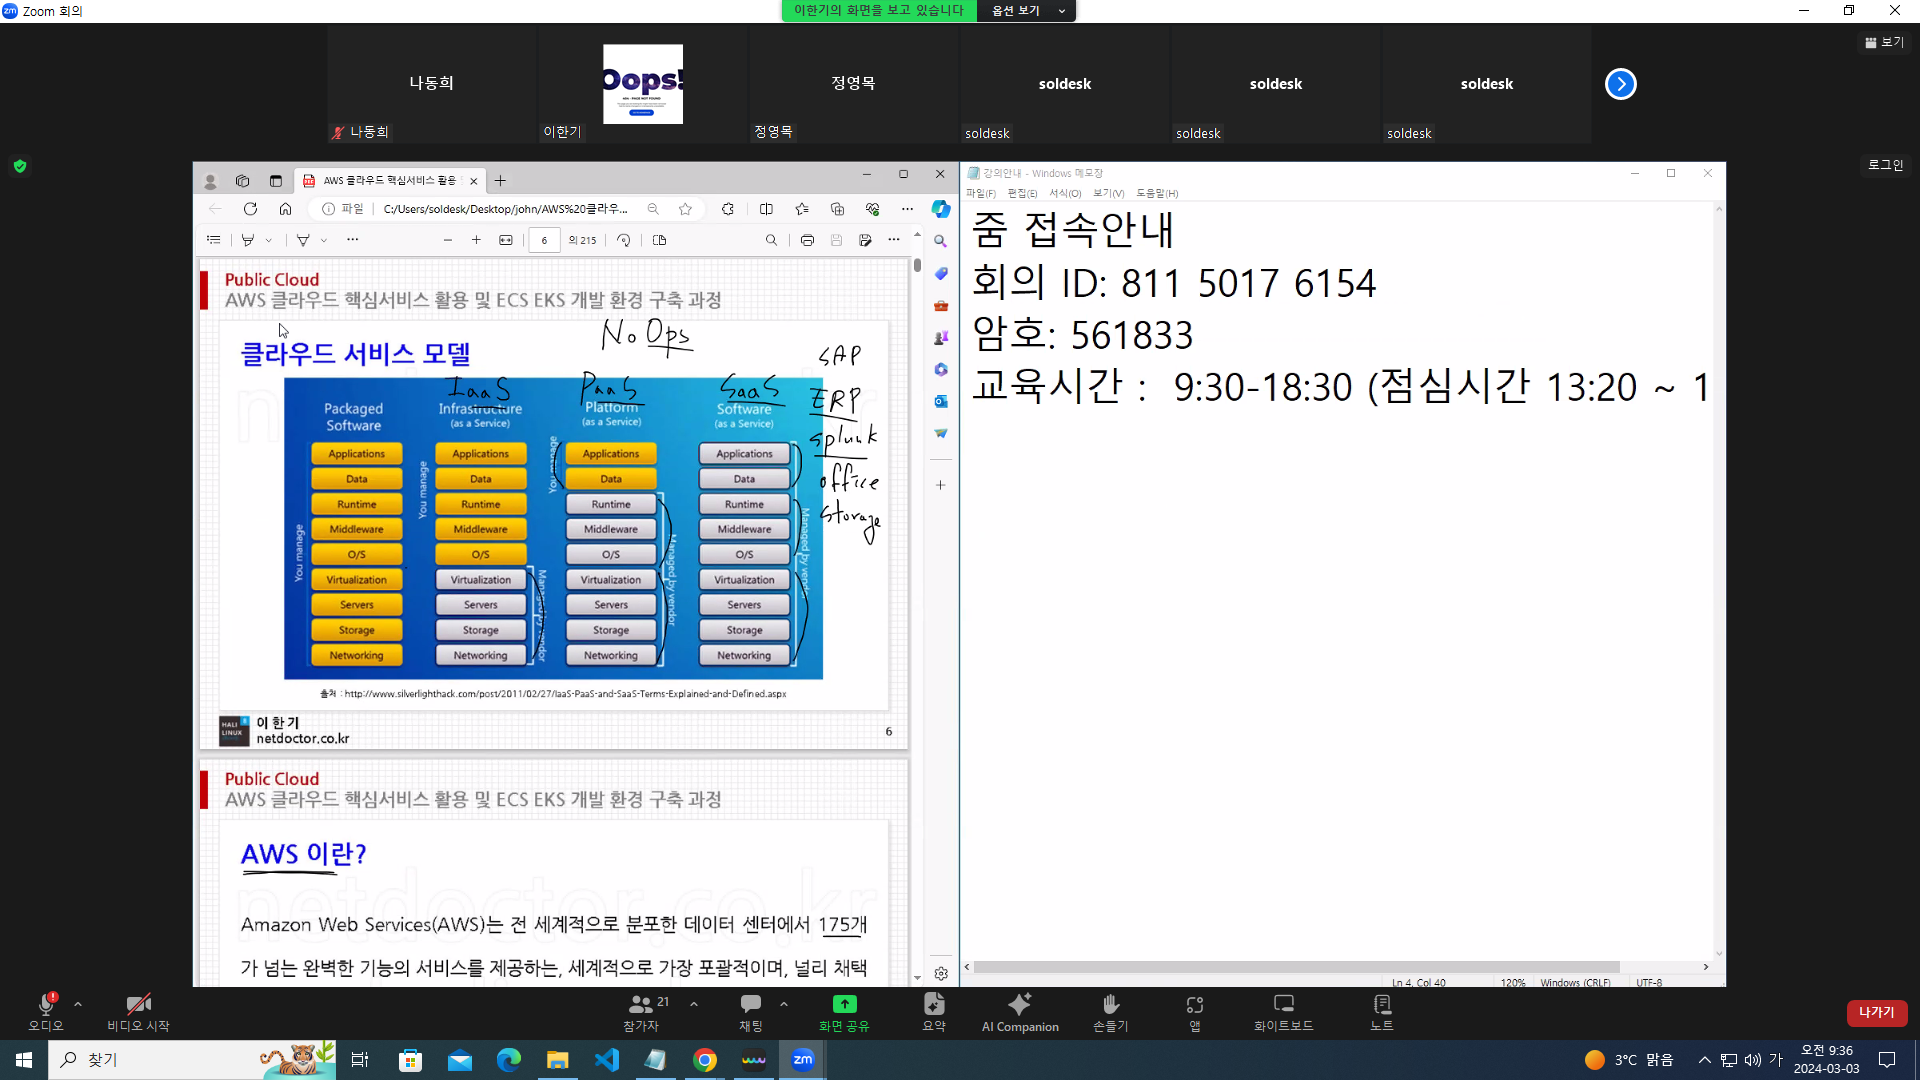 Zoom 회의
이한기의 화면을 보고 있습니다
옵션 보기
보기
나동희
정영목
soldesk
soldesk
soldesk
Oops!
나동희
이한기
정영목
soldesk
soldesk
soldesk
로그인
AWS 클라우드 핵심서비스 활용
파일
C:/Users/soldesk/Desktop/john/AWS%20클라우...
6
의 215
Public Cloud
AWS 클라우드 핵심서비스 활용 및 ECS EKS 개발 환경 구축 과정
No Ops
클라우드 서비스 모델
SAP
ERP
splunk
office
storage
IaaS
PaaS
SaaS
Packaged
Software
Infrastructure
(as a Service)
Platform
(as a Service)
Software
(as a Service)
Applications
Applications
Applications
Applications
Data
Data
Data
Data
Runtime
Runtime
Runtime
Runtime
Middleware
Middleware
Middleware
Middleware
O/S
O/S
O/S
O/S
Virtualization
Virtualization
Virtualization
Virtualization
Servers
Servers
Servers
Servers
Storage
Storage
Storage
Storage
Networking
Networking
Networking
Networking
You manage
You manage
You manage
Managed by vendor
Managed by vendor
Managed by vendor
출처 : http://www.silverlighthack.com/post/2011/02/27/IaaS-PaaS-and-SaaS-Terms-Explained-and-Defined.aspx
HALI
LINUX
이 한 기
netdoctor.co.kr
6
Public Cloud
AWS 클라우드 핵심서비스 활용 및 ECS EKS 개발 환경 구축 과정
AWS 이란?
netdoctor.co.kr
Amazon Web Services(AWS)는 전 세계적으로 분포한 데이터 센터에서 175개
가 넘는 완벽한 기능의 서비스를 제공하는, 세계적으로 가장 포괄적이며, 널리 채택
강의안내 - Windows 메모장
파일(F) 편집(E) 서식(O) 보기(V) 도움말(H)
줌 접속안내
회의 ID: 811 5017 6154
암호: 561833
교육시간 : 9:30-18:30 (점심시간 13:20 ~ 1
Ln 4, Col 40
120%
Windows (CRLF)
UTF-8
오디오
비디오 시작
21
참가자
채팅
화면 공유
요약
AI Companion
손들기
앱
화이트보드
노트
나가기
찾기
3°C 맑음
가
오전 9:36
2024-03-03